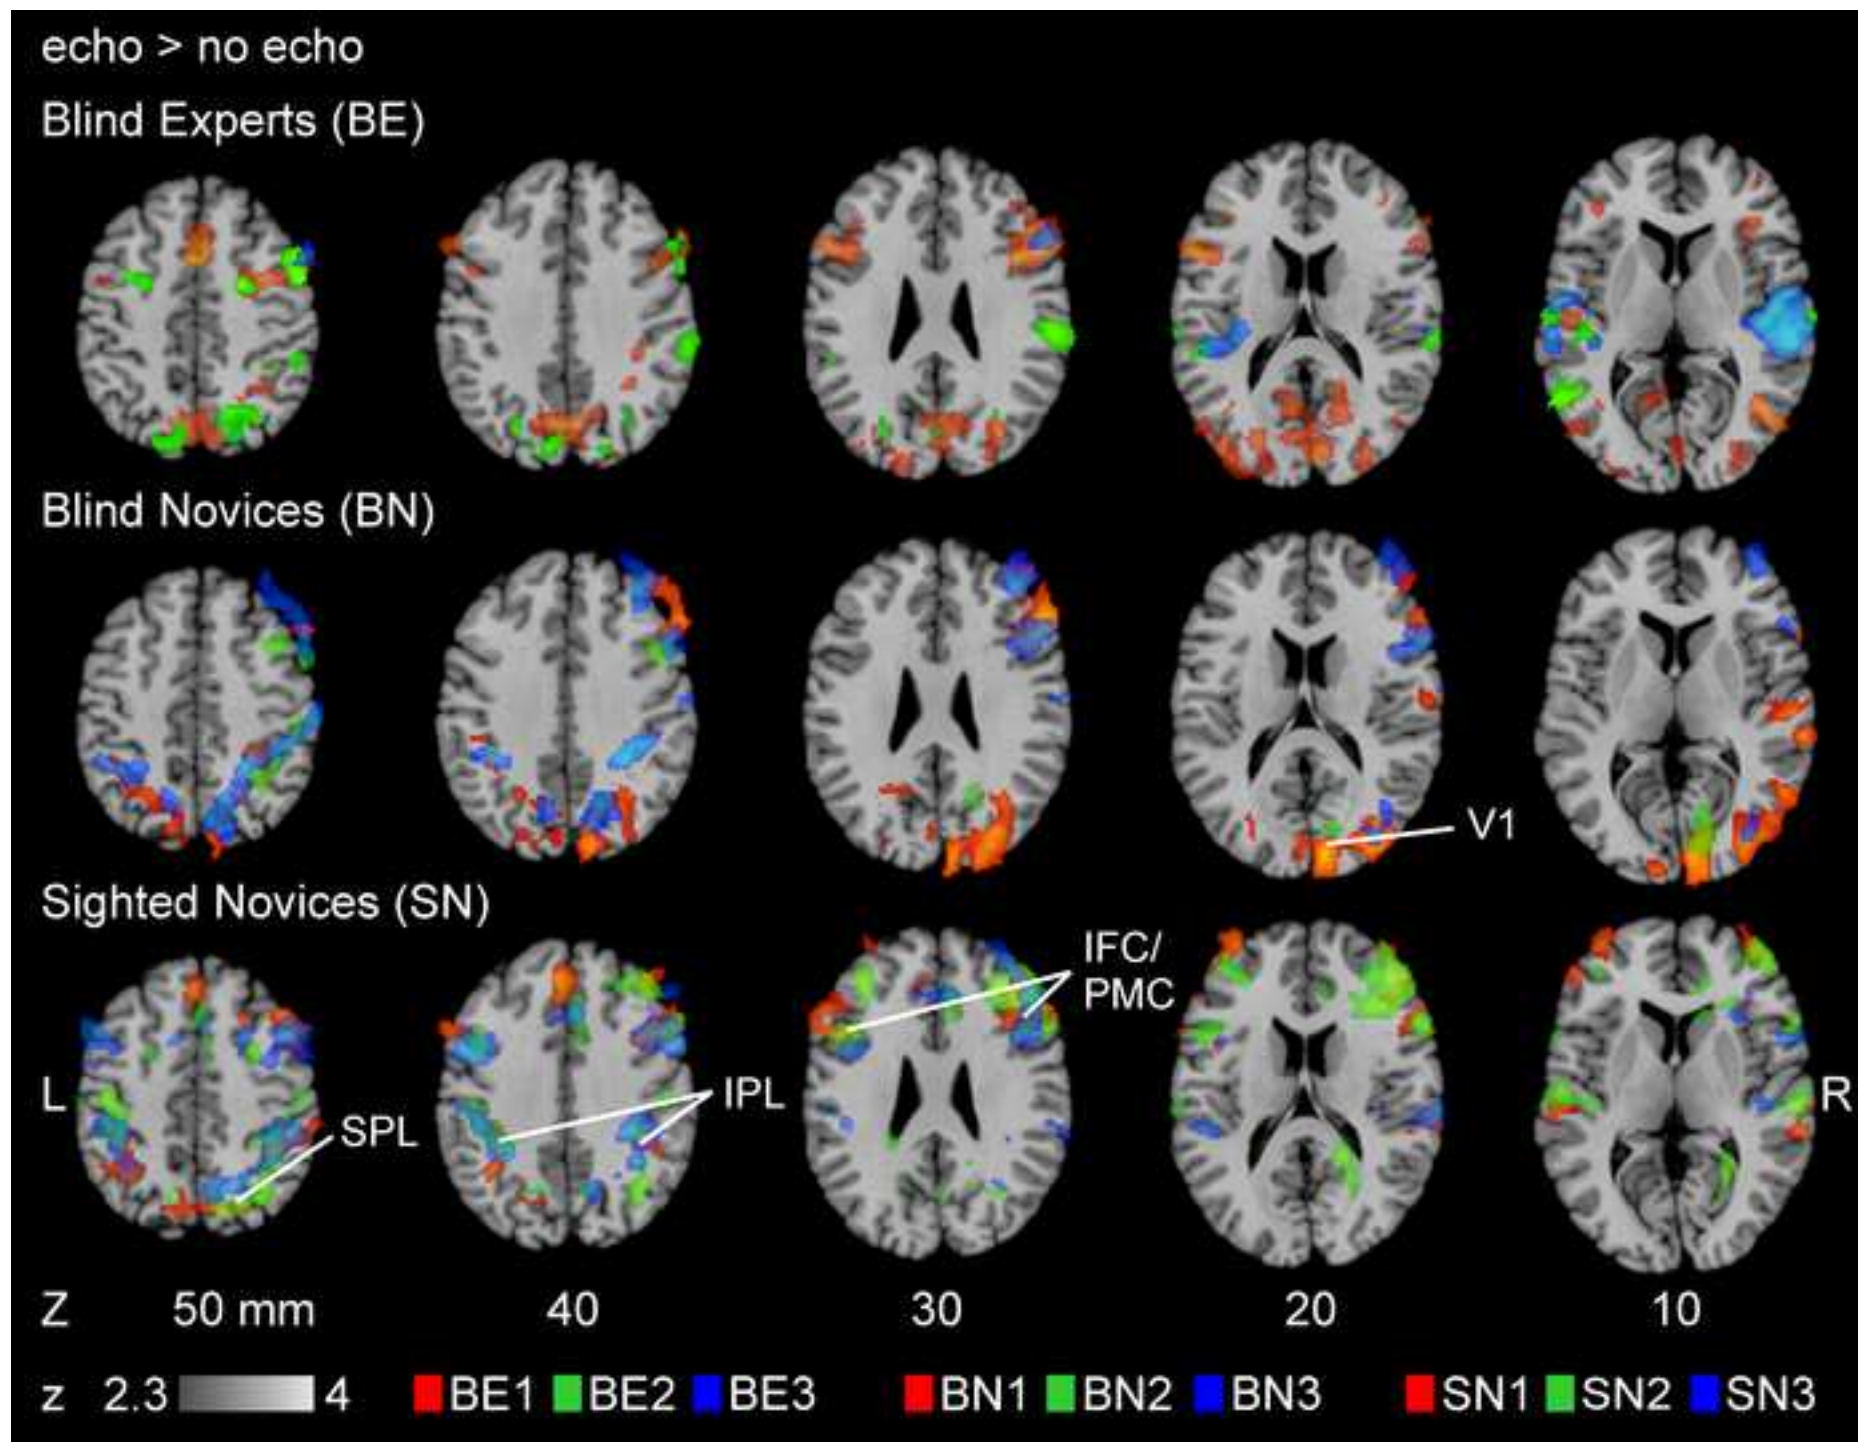 echo > no echo
Blind Experts (BE)
Blind Novices (BN)
V1
Sighted Novices (SN)
IFC/
PMC
L
SPL
IPL
R
Z 50 mm 40 30 20 10
z 2.3 4 BE1 BE2 BE3 BN1 BN2 BN3 SN1 SN2 SN3